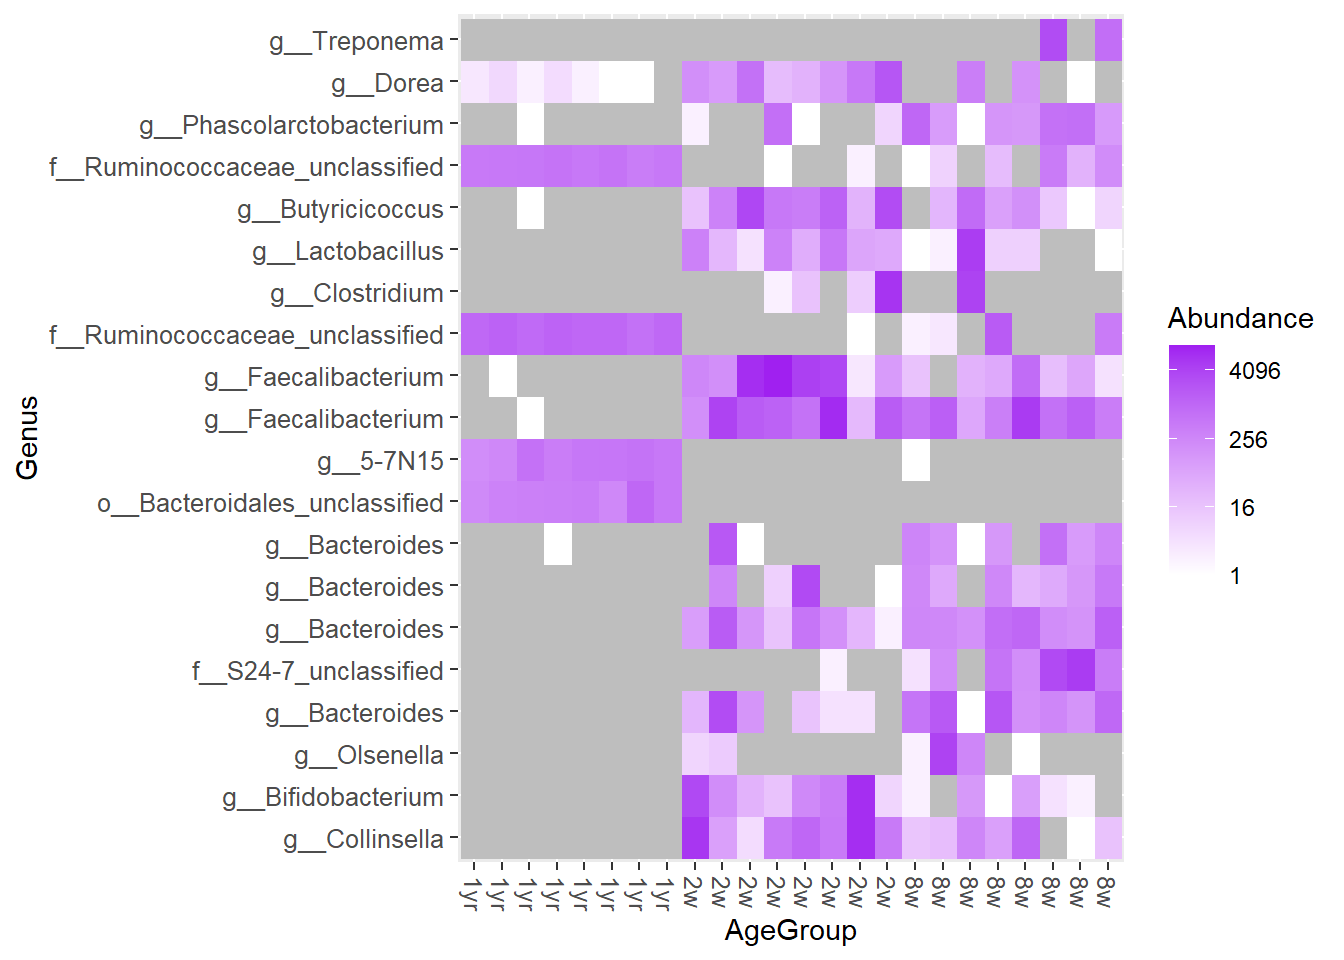 g__Treponema
g__Dorea
g__Phascolarctobacterium
f__Ruminococcaceae_unclassified
g__Butyricicoccus
g__Lactobacillus
g__Clostridium
f__Ruminococcaceae_unclassified
g__Faecalibacterium
g__Faecalibacterium
g__5-7N15
o__Bacteroidales_unclassified
g__Bacteroides
g__Bacteroides
g__Bacteroides
f__S24-7_unclassified
g__Bacteroides
g__Olsenella
g__Bifidobacterium
g__Collinsella
Genus
1yr 1yr 1yr 1yr 1yr 1yr 1yr 1yr 2w 2w 2w 2w 2w 2w 2w 2w 8w 8w 8w 8w 8w 8w 8w 8w
AgeGroup
Abundance
4096
256
16
1